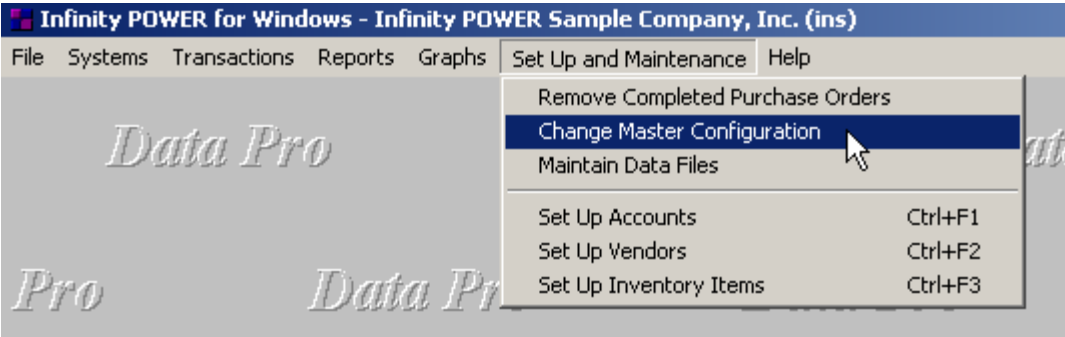 Infinity POWER for Windows - Infinity POWER Sample Company, Inc. (ins)
File Systems Transactions Reports Graphs Set Up and Maintenance Help
Remove Completed Purchase Orders
Change Master Configuration
Data Pro
Maintain Data Files
Set Up Accounts Ctrl+F1
Set Up Vendors Ctrl+F2
Pro Data Pr Set Up Inventory Items Ctrl+F3